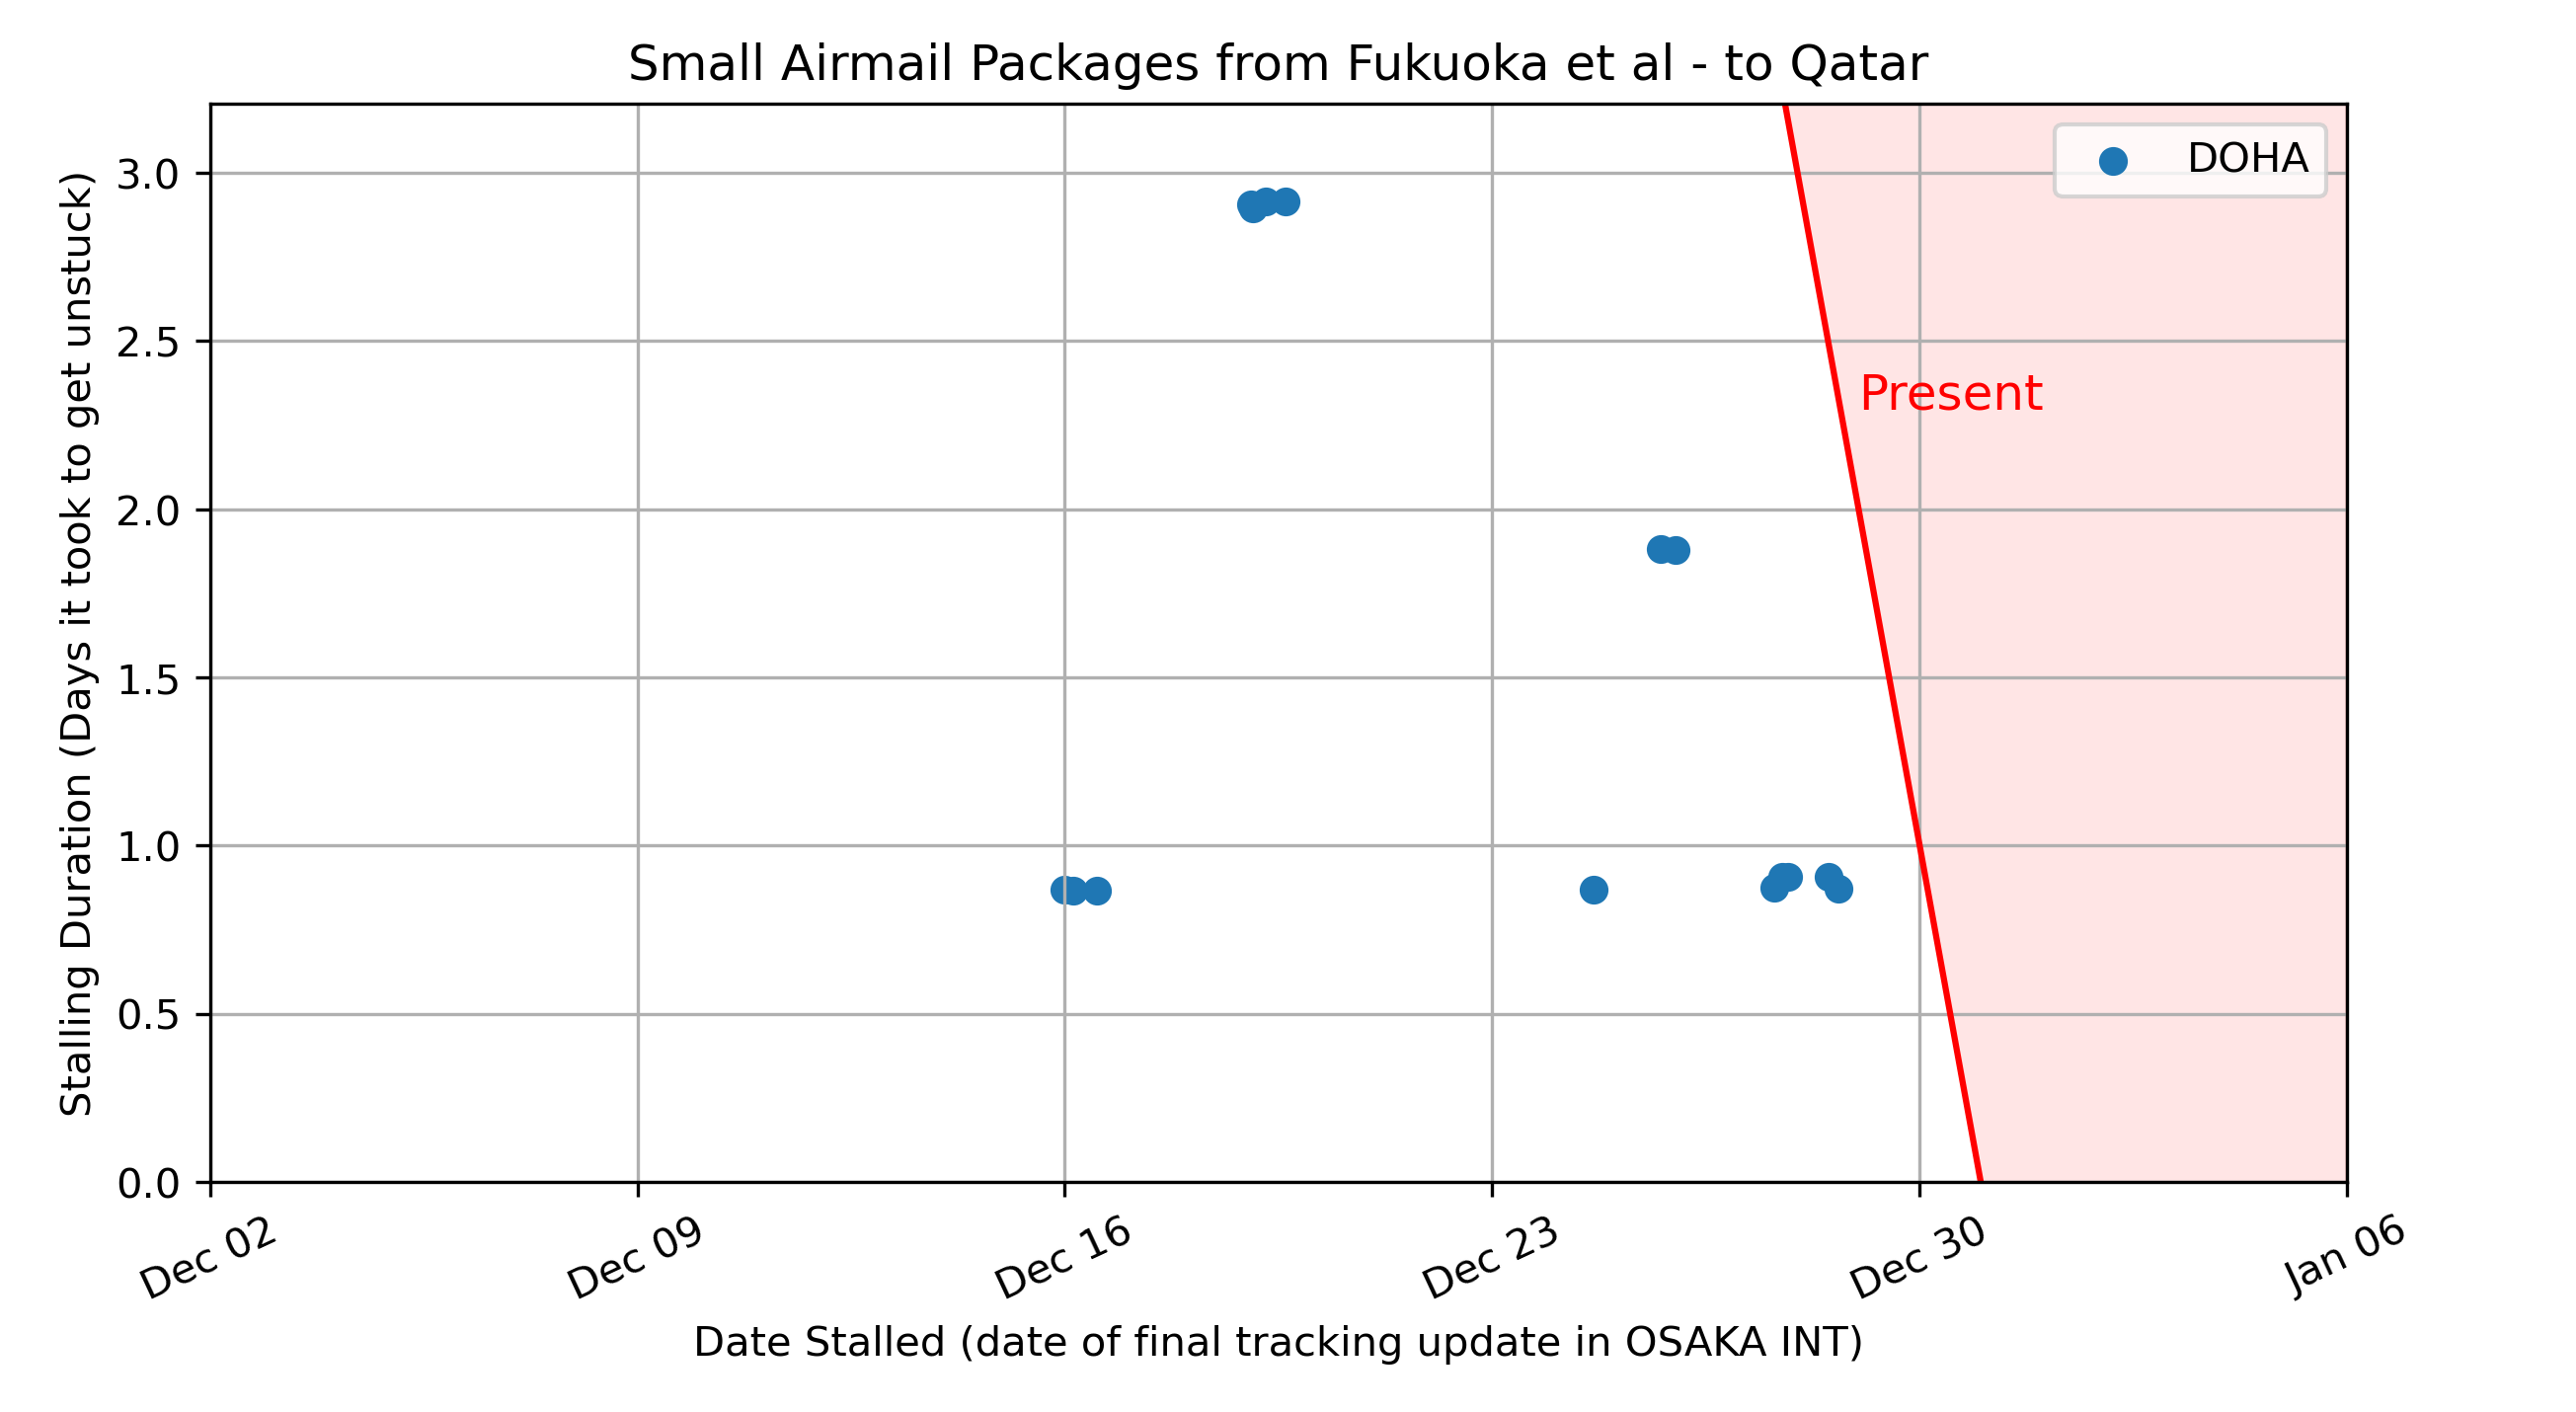 Small Airmail Packages from Fukuoka et al - to Qatar
DOHA
Present
Stalling Duration (Days it took to get unstuck)
3.0
2.5
2.0
1.5
1.0
0.5
0.0
Dec 02
Dec 09
Dec 16
Dec 23
Dec 30
Jan 06
Date Stalled (date of final tracking update in OSAKA INT)